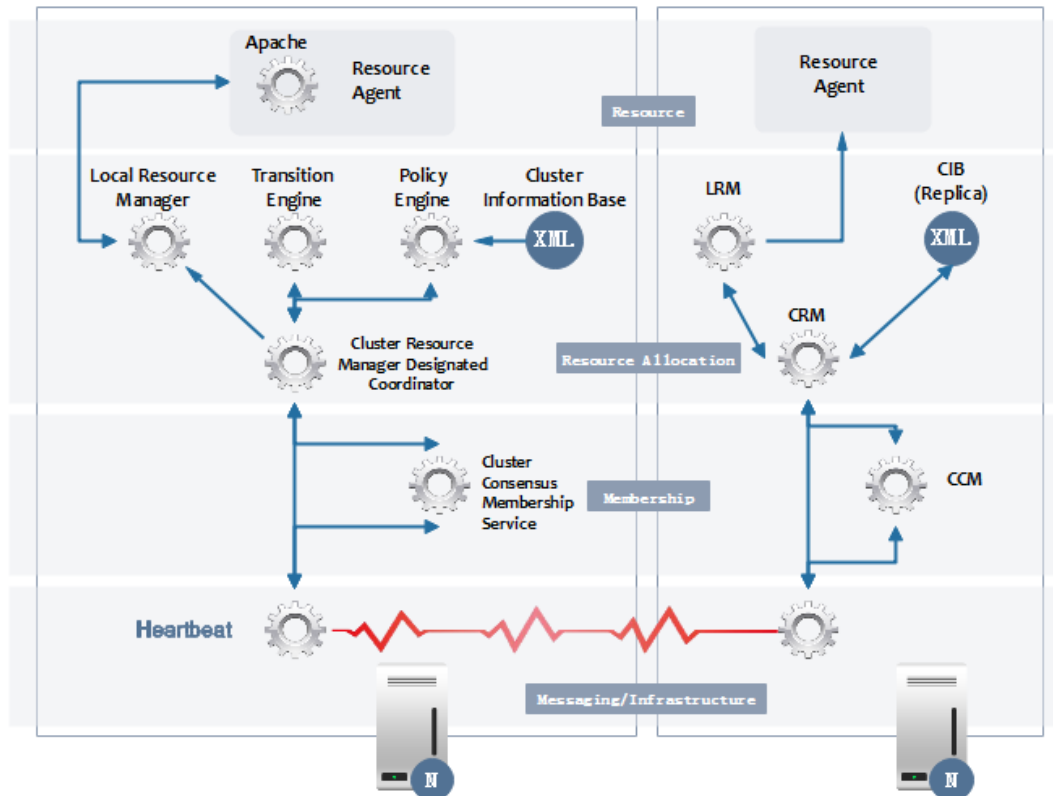 Apache
Resource
Agent
Resource
Agent
Resource
Local Resource
Manager
Transition
Engine
Policy
Engine
Cluster
Information Base
XML
LRM
CIB
(Replica)
XML
CRM
Cluster Resource
Manager Designated
Coordinator
Resource Allocation
Cluster
Consensus
Membership
Service
Membership
CCM
Heartbeat
Messaging/Infrastructure
N
N